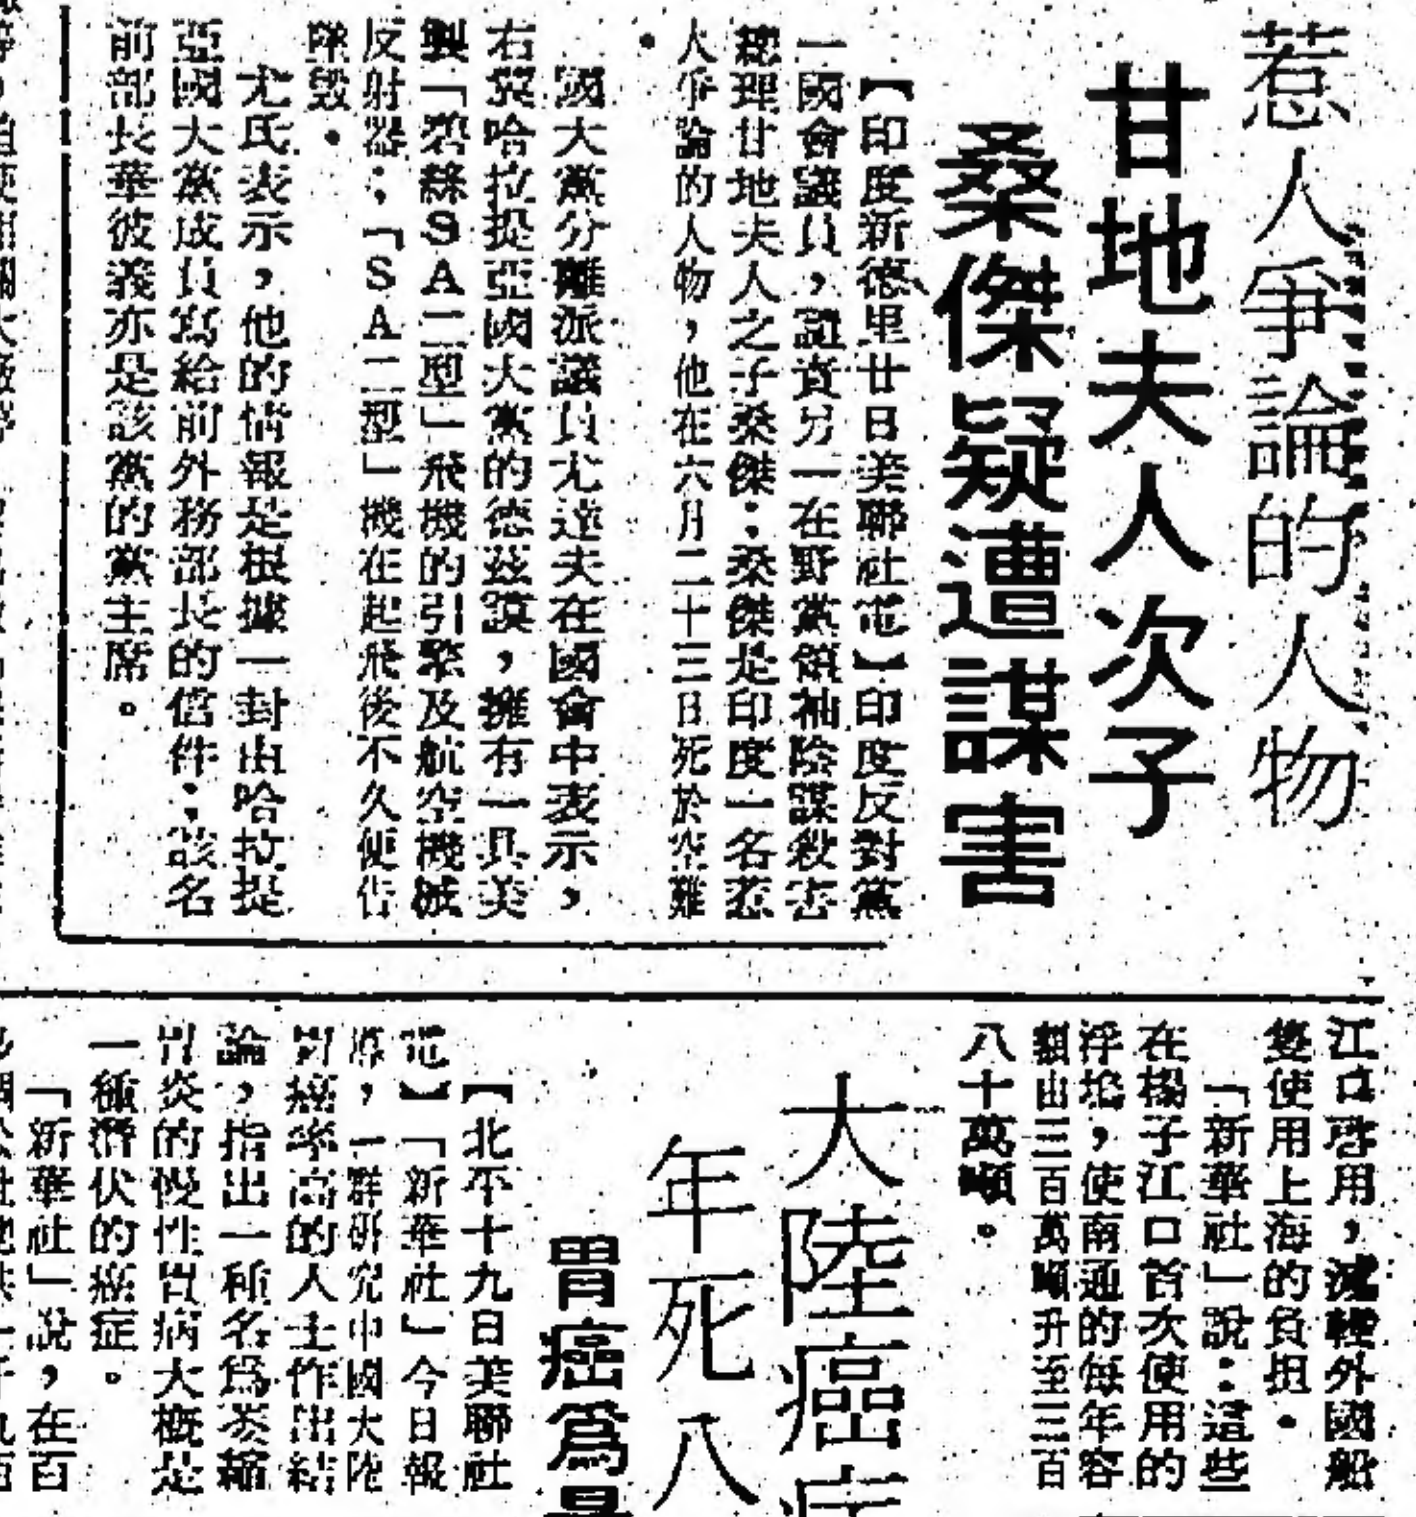 惹人爭論的人物
甘地夫人次子
桑傑疑遭謀害
【印度新德里廿日美聯社電】印度反對黨
一國會議員，譴責另一在野黨領袖陰謀殺害
總理甘地夫人之子桑傑；桑傑是印度一名惹
人爭論的人物，他在六月二十三日死於空難
。
國大黨分離派議員尤達夫在國會中表示，
右翼哈拉提亞國大黨的德茲謨，擁有一具美
製「碧絲SA二型」飛機的引擎及航空機械
反射器；「SA二型」機在起飛後不久便告
墜毀。
尤氏表示，他的情報是根據一封由哈拉提
亞國大黨成員寫給前外務部長的信件；該名
前部長華彼義亦是該黨的黨主席。
江口啓用，減輕外國船
隻使用上海的負担。
「新華社」說：這些
在楊子江口首次使用的
浮塢，使南通的每年容
額由三百萬噸升至三百
八十萬噸。
大陸癌
年死八
胃癌爲
【北平十九日美聯社
電】「新華社」今日報
導，一群研究中國大陸
胃癌率高的人士作出結
論，指出一種名爲萎縮
胃炎的慢性胃病大概是
一種潛伏的癌症。
「新華社」說，在百